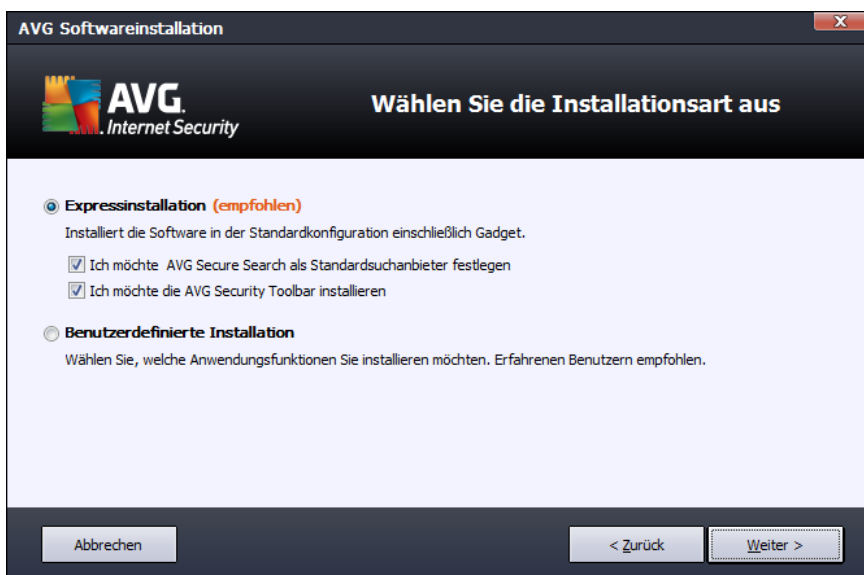 AVG Softwareinstallation
X
AVG.
Internet Security
Wählen Sie die Installationsart aus
Expressinstallation (empfohlen)
Installiert die Software in der Standardkonfiguration einschließlich Gadget.
Ich möchte AVG Secure Search als Standardsuchanbieter festlegen
Ich möchte die AVG Security Toolbar installieren
Benutzerdefinierte Installation
Wählen Sie, welche Anwendungsfunktionen Sie installieren möchten. Erfahrenen Benutzern empfohlen.
Abbrechen
< Zurück
Weiter >